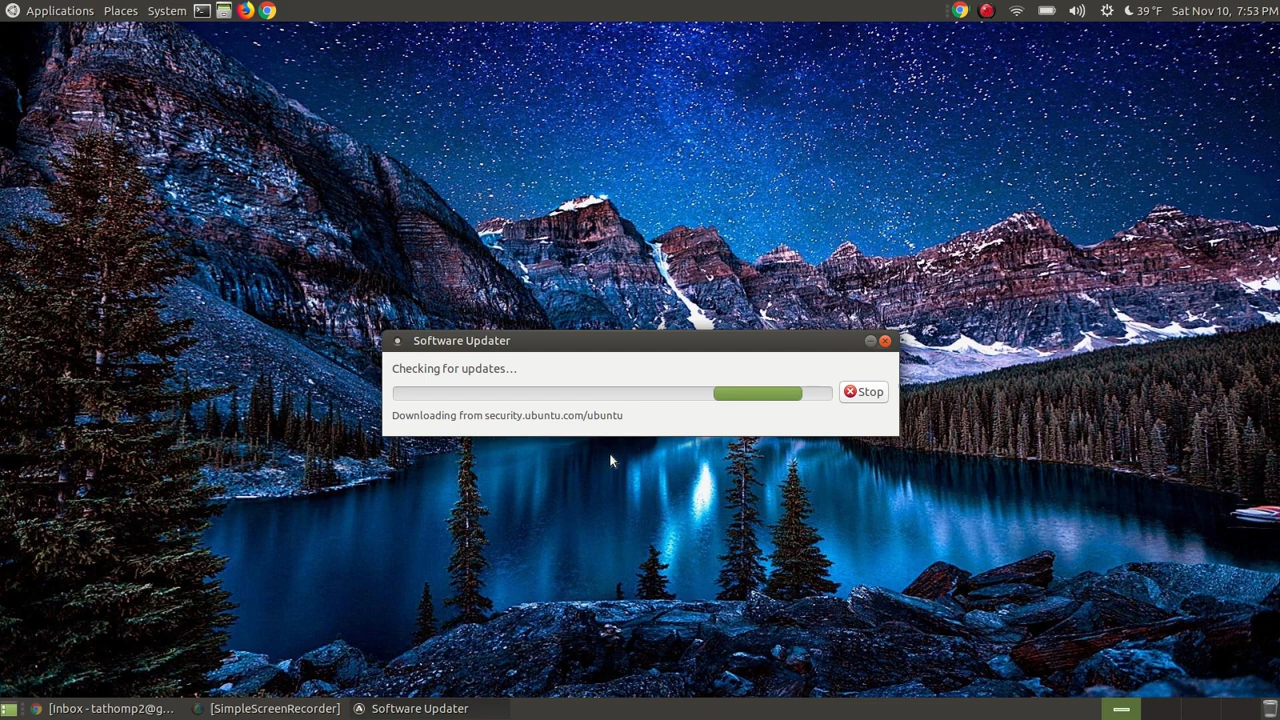 Applications Places System
39 °F Sat Nov 10, 7:53 PM
Software Updater
Checking for updates…
Stop
Downloading from security.ubuntu.com/ubuntu
[Inbox - tathomp2@g... [SimpleScreenRecorder] Software Updater